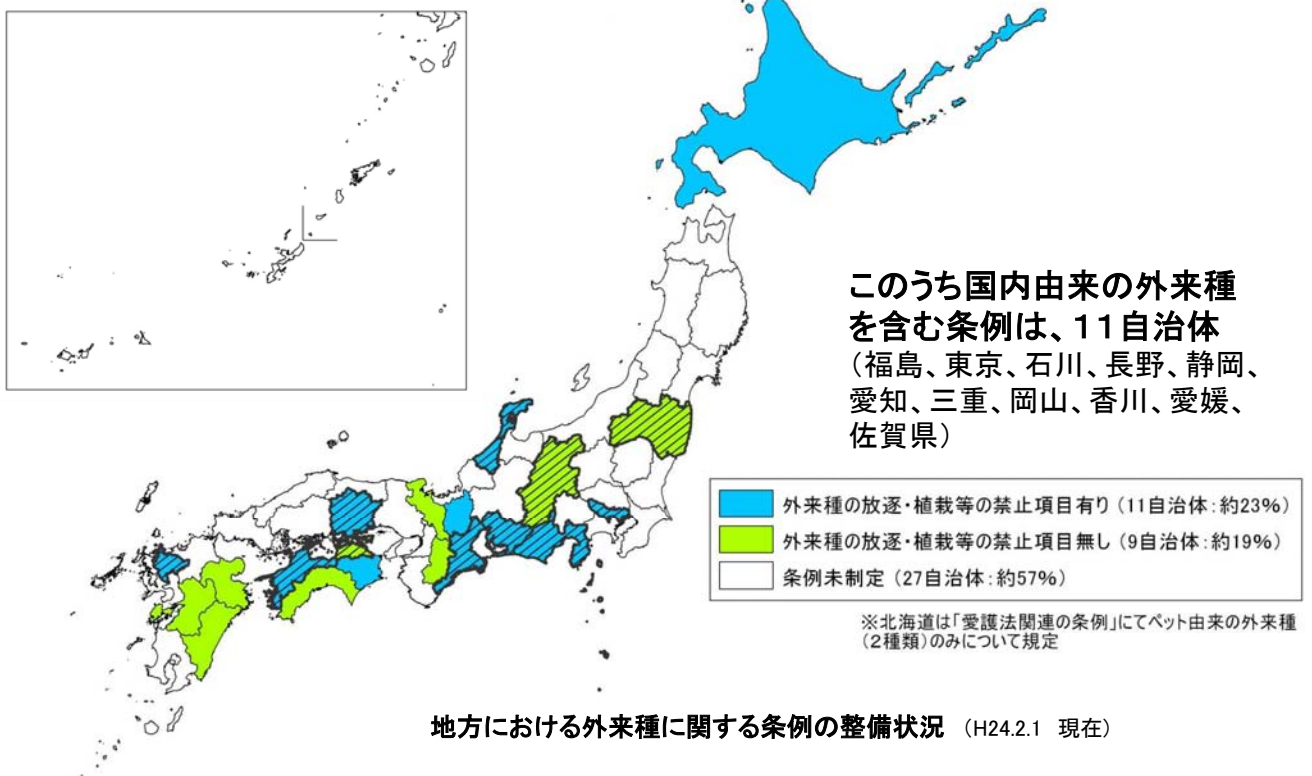 このうち国内由来の外来種
を含む条例は、11自治体
(福島、東京、石川、長野、静岡、
愛知、三重、岡山、香川、愛媛、
佐賀県)
外来種の放逐・植栽等の禁止項目有り (11自治体:約23%)
外来種の放逐・植栽等の禁止項目無し (9自治体:約19%)
条例未制定 (27自治体:約57%)
※北海道は「愛護法関連の条例」にてペット由来の外来種
(2種類)のみについて規定
地方における外来種に関する条例の整備状況 (H24.2.1 現在)